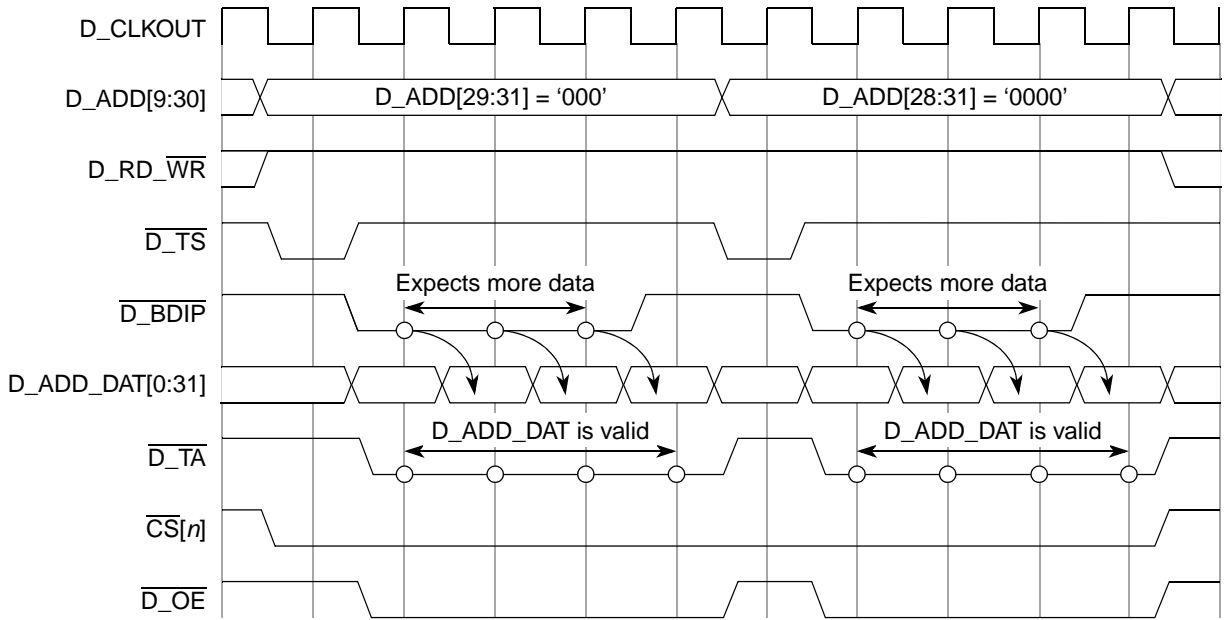 D_CLKOUT
D_ADD[9:30]
D_ADD[29:31] = ‘000’
D_ADD[28:31] = ‘0000’
D_RD_WR
D_TS
Expects more data
Expects more data
D_BDIP
D_ADD_DAT[0:31]
D_ADD_DAT is valid
D_ADD_DAT is valid
D_TA
CS[n]
D_OE